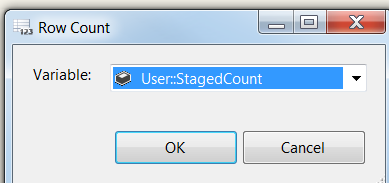 Row Count
Variable: User::StagedCount
OK Cancel